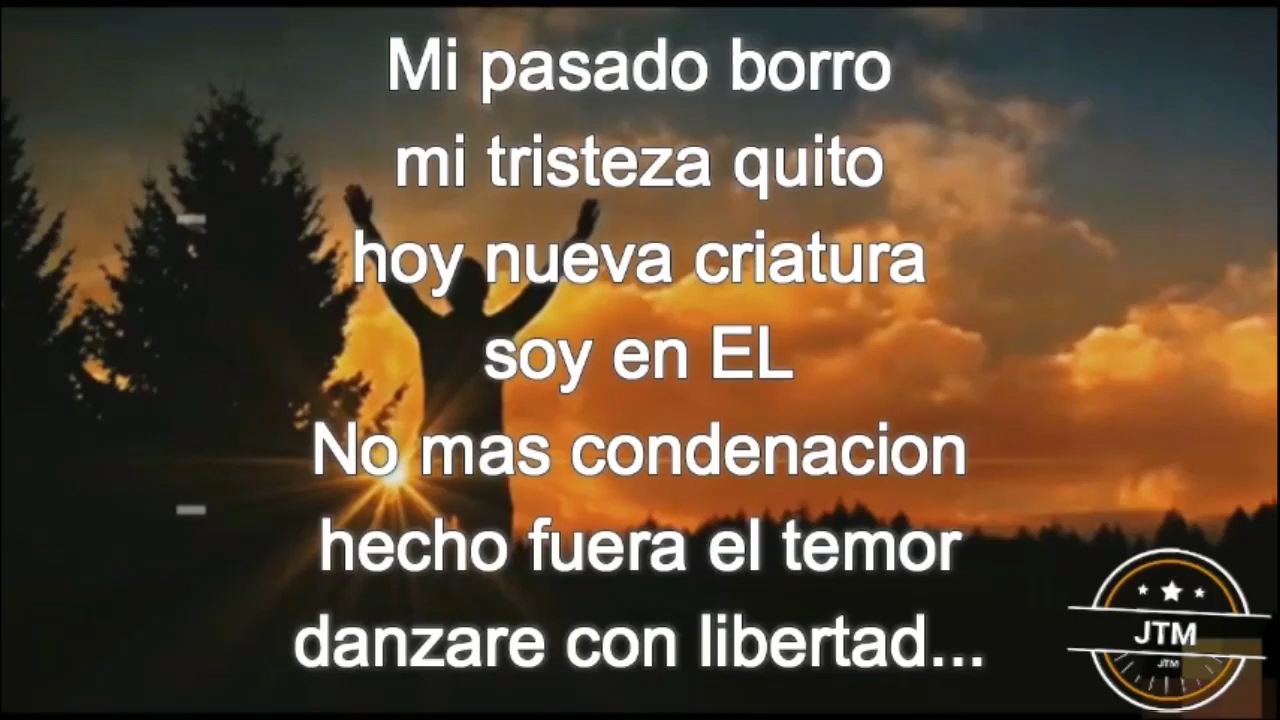 Mi pasado borro
mi tristeza quito
hoy nueva criatura
soy en EL
No mas condenacion
hecho fuera el temor
danzare con libertad...
JTM
JTM